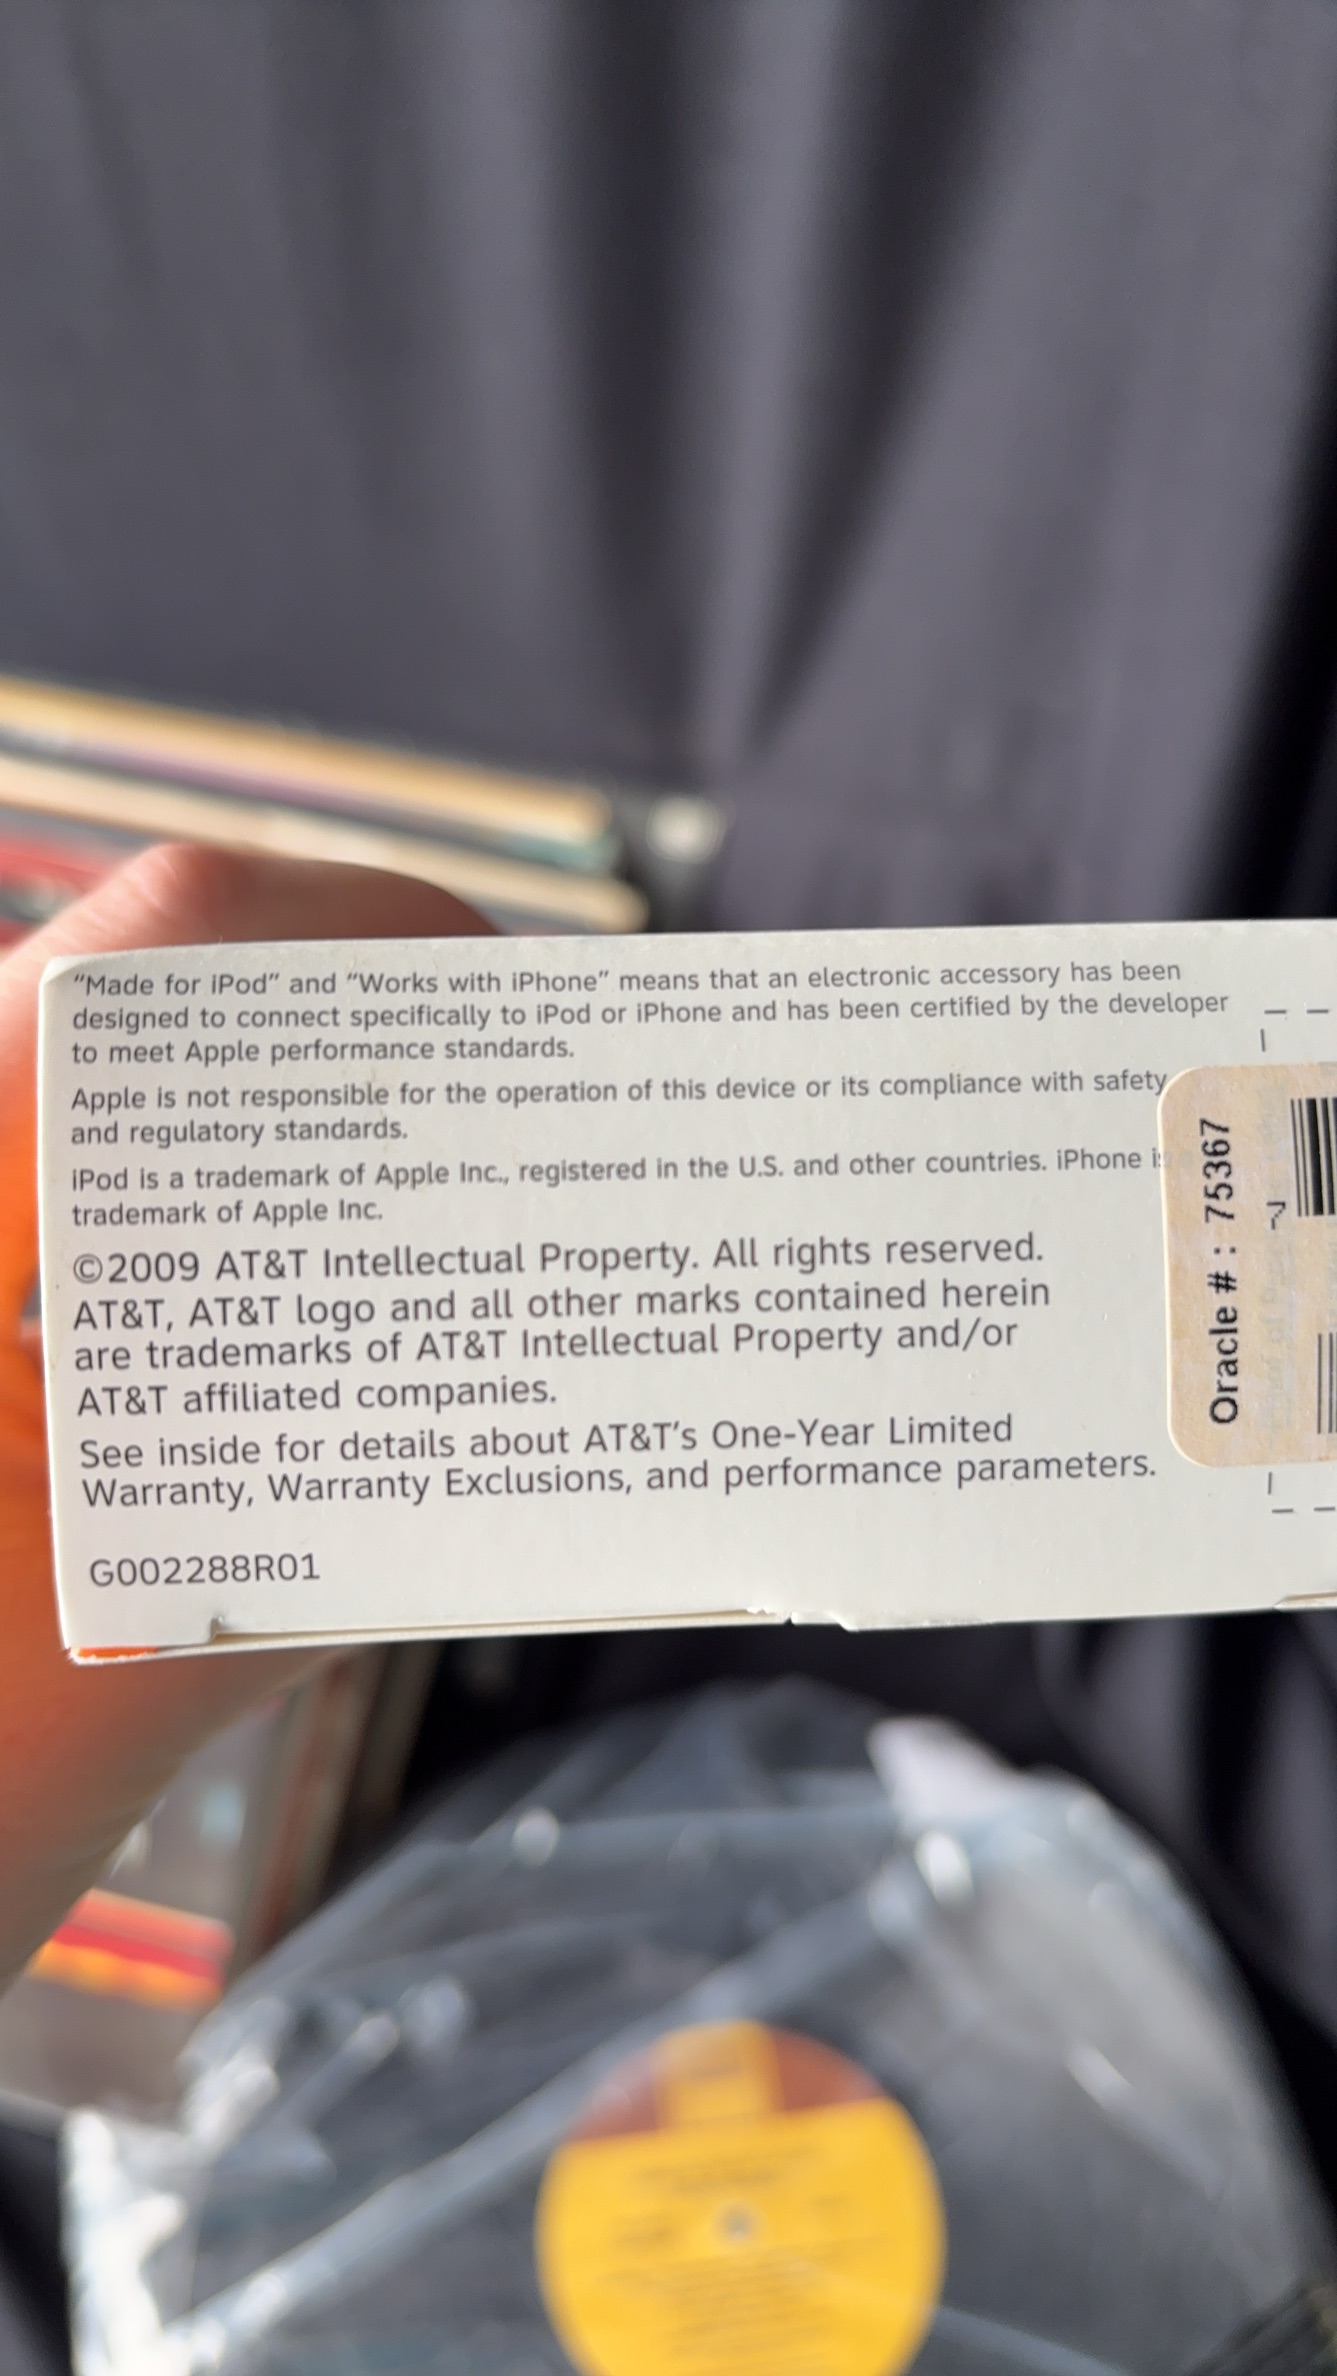 “Made for iPod” and “Works with iPhone” means that an electronic accessory has been
designed to connect specifically to iPod or iPhone and has been certified by the developer
to meet Apple performance standards.
Apple is not responsible for the operation of this device or its compliance with safety
and regulatory standards.
iPod is a trademark of Apple Inc., registered in the U.S. and other countries. iPhone
trademark of Apple Inc.
©2009 AT&T Intellectual Property. All rights reserved.
AT&T, AT&T logo and all other marks contained herein
are trademarks of AT&T Intellectual Property and/or
AT&T affiliated companies.
See inside for details about AT&T’s One-Year Limited
Warranty, Warranty Exclusions, and performance parameters.
G002288R01
Oracle # : 75367
7